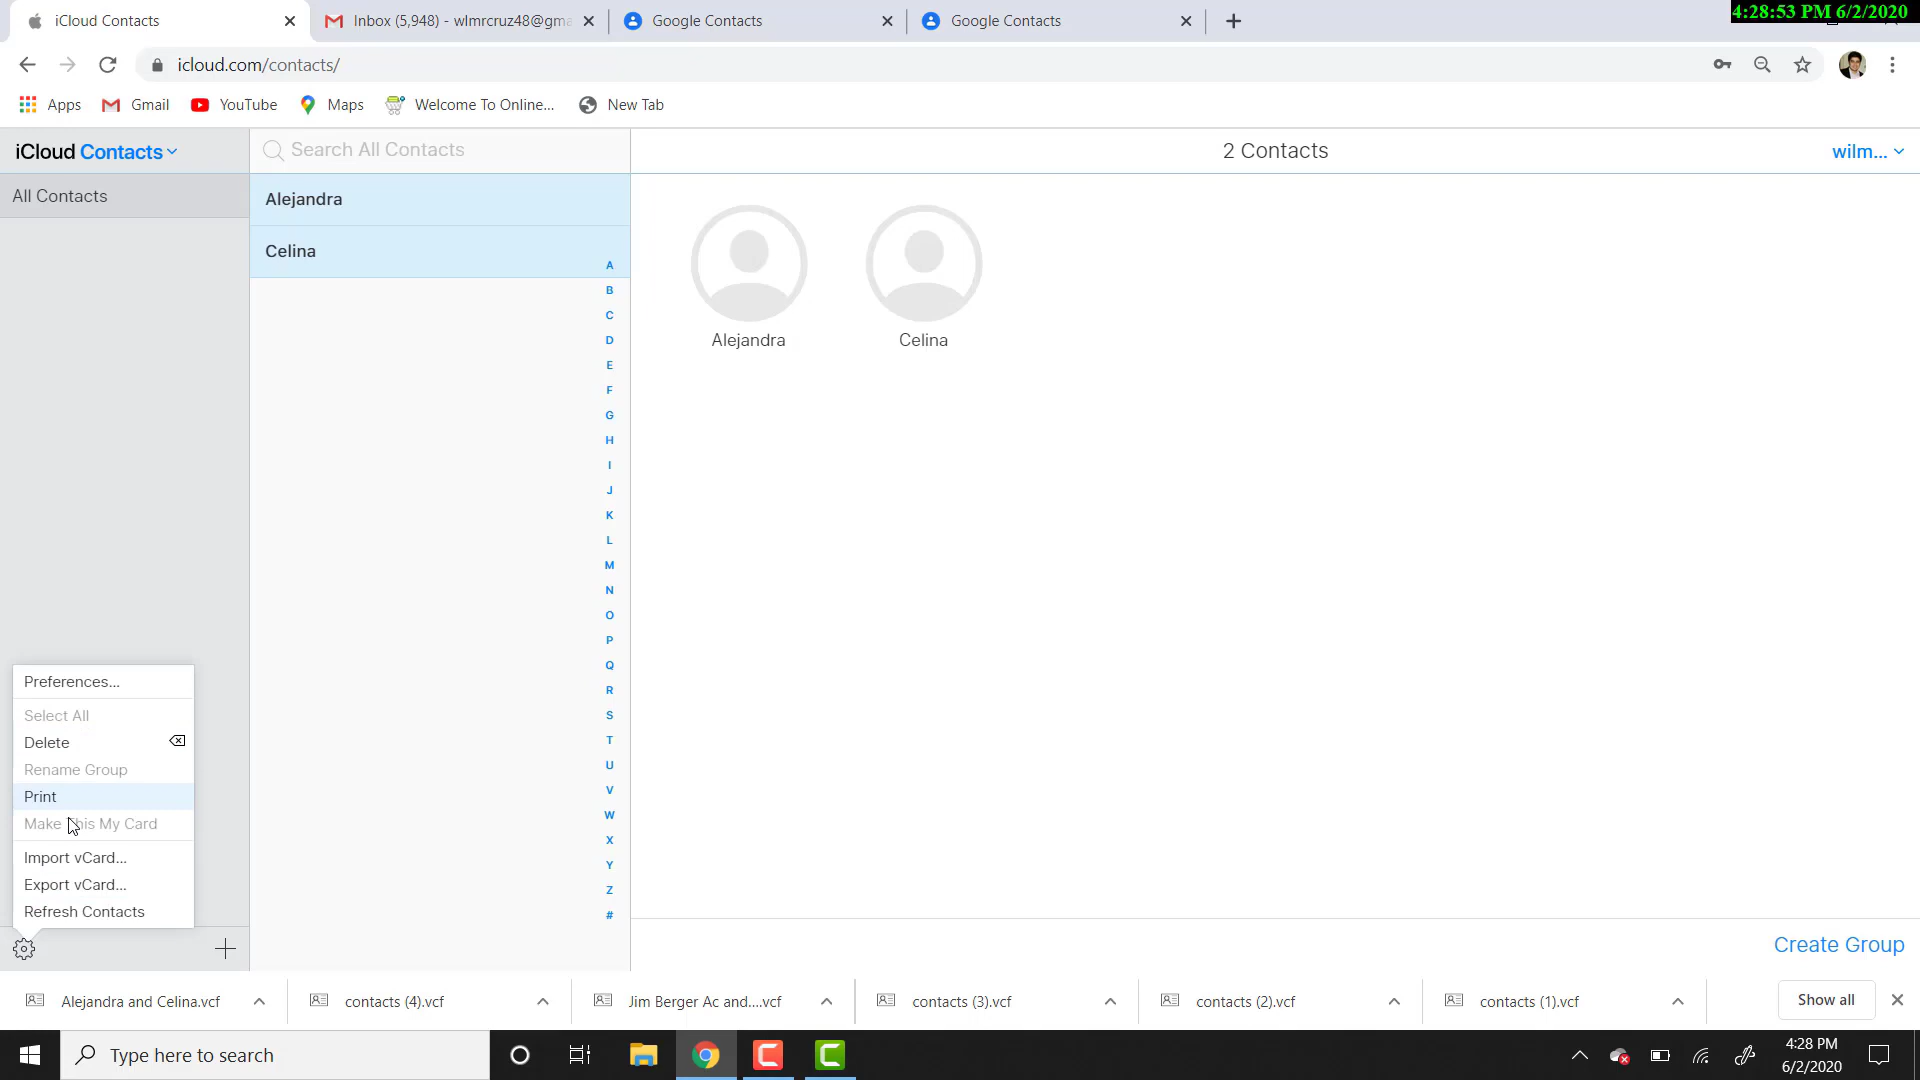 iCloud Contacts
Inbox (5,948) - wlmrcruz48@gma
Google Contacts
Google Contacts
4:28:53 PM 6/2/2020
icloud.com/contacts/
Apps
Gmail
YouTube
Maps
Welcome To Online...
New Tab
iCloud Contacts
Search All Contacts
2 Contacts
wilm...
All Contacts
Alejandra
Celina
Alejandra
Celina
A
B
C
D
E
F
G
H
I
J
K
L
M
N
O
P
Q
R
S
T
U
V
W
X
Y
Z
#
Preferences...
Select All
Delete
Rename Group
Print
Make This My Card
Import vCard...
Export vCard...
Refresh Contacts
Create Group
Alejandra and Celina.vcf
contacts (4).vcf
Jim Berger Ac and....vcf
contacts (3).vcf
contacts (2).vcf
contacts (1).vcf
Show all
Type here to search
4:28 PM
6/2/2020